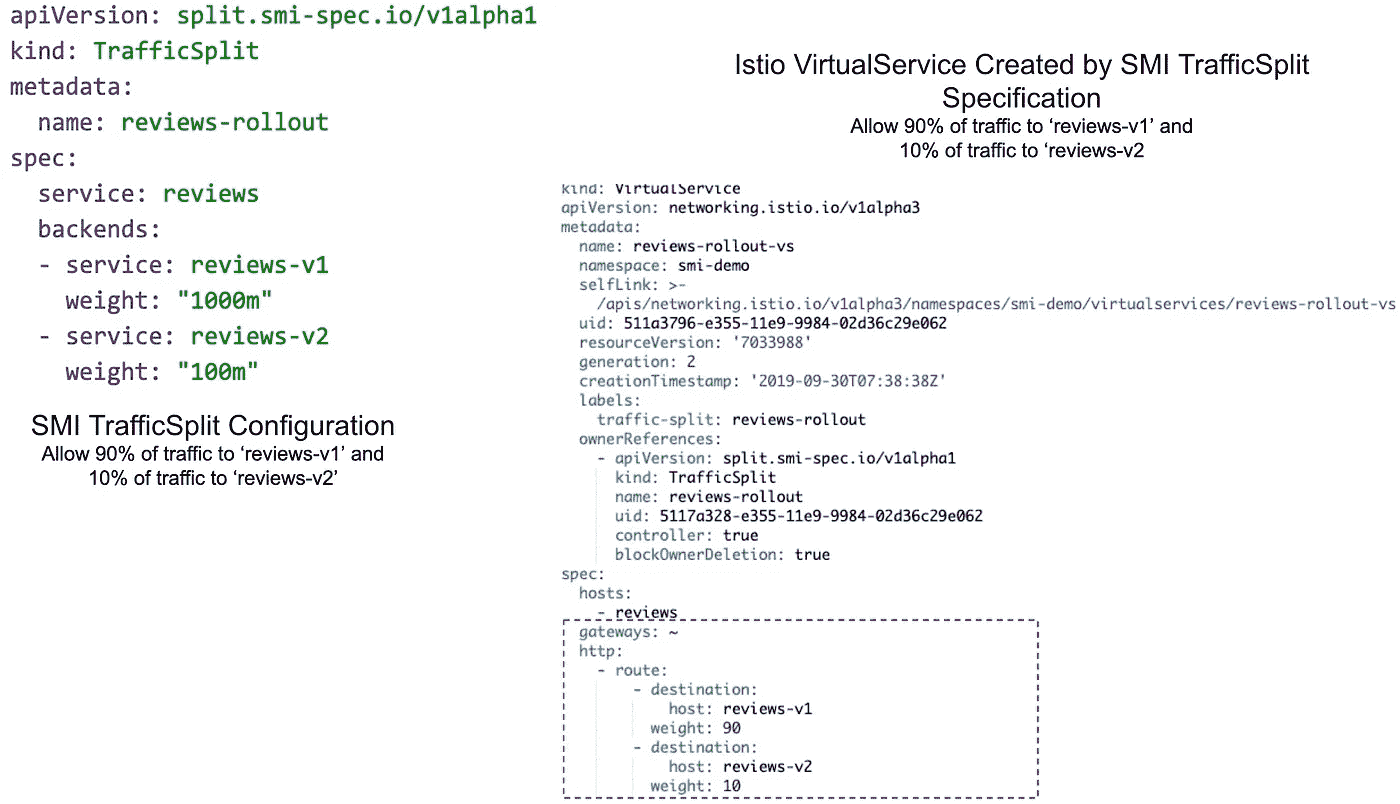 apiVersion: split.smi-spec.io/v1alpha1
kind: TrafficSplit
metadata:
  name: reviews-rollout
spec:
  service: reviews
  backends:
  - service: reviews-v1
    weight: "1000m"
  - service: reviews-v2
    weight: "100m"
SMI TrafficSplit Configuration
Allow 90% of traffic to ‘reviews-v1’ and
10% of traffic to ‘reviews-v2’
Istio VirtualService Created by SMI TrafficSplit
Specification
Allow 90% of traffic to ‘reviews-v1’ and
10% of traffic to ‘reviews-v2
kind: VirtualService
apiVersion: networking.istio.io/v1alpha3
metadata:
  name: reviews-rollout-vs
  namespace: smi-demo
  selfLink: >-
    /apis/networking.istio.io/v1alpha3/namespaces/smi-demo/virtualservices/reviews-rollout-vs
  uid: 511a3796-e355-11e9-9984-02d36c29e062
  resourceVersion: '7033988'
  generation: 2
  creationTimestamp: '2019-09-30T07:38:38Z'
  labels:
    traffic-split: reviews-rollout
  ownerReferences:
    - apiVersion: split.smi-spec.io/v1alpha1
      kind: TrafficSplit
      name: reviews-rollout
      uid: 5117a328-e355-11e9-9984-02d36c29e062
      controller: true
      blockOwnerDeletion: true
spec:
  hosts:
    - reviews
  gateways: ~
  http:
    - route:
        - destination:
            host: reviews-v1
          weight: 90
        - destination:
            host: reviews-v2
          weight: 10